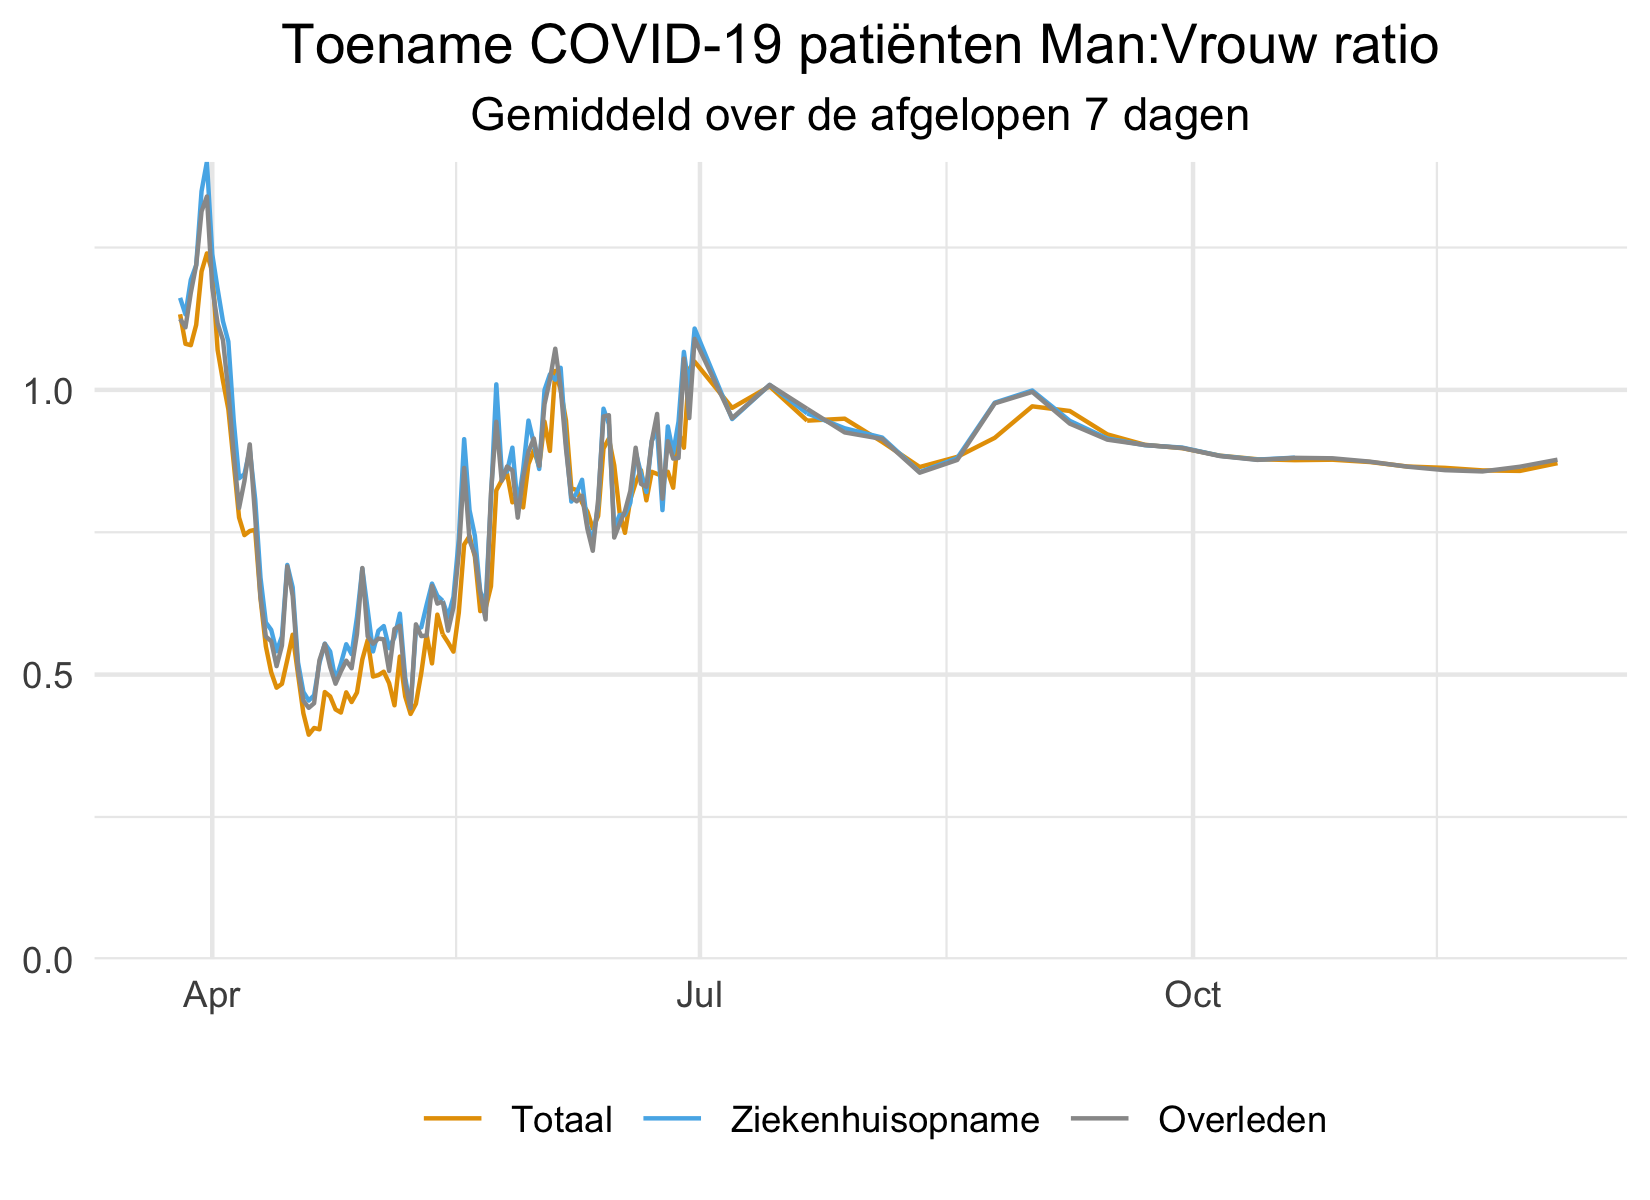 Toename COVID-19 patiënten Man:Vrouw ratio
Gemiddeld over de afgelopen 7 dagen
1.0
0.5
0.0
Apr Jul Oct
Totaal Ziekenhuisopname Overleden